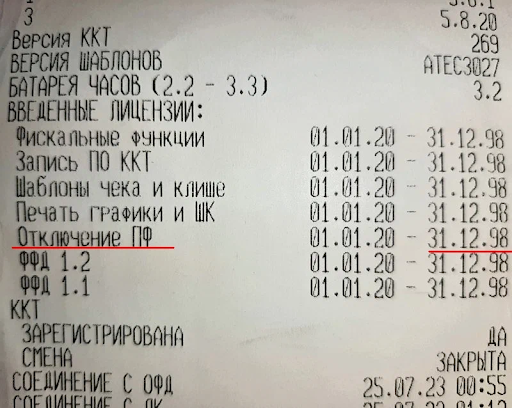 3
5.8.20
Версия ККТ 269
ВЕРСИЯ ШАБЛОНОВ ATEC3027
БАТАРЕЯ ЧАСОВ (2.2 - 3.3) 3.2
ВВЕДЕННЫЕ ЛИЦЕНЗИИ:
Фискальные функции 01.01.20 - 31.12.98
Запись ПО ККТ 01.01.20 - 31.12.98
Шаблоны чека и клише 01.01.20 - 31.12.98
Печать графики и ШК 01.01.20 - 31.12.98
Отключение ПФ 01.01.20 - 31.12.98
ФФД 1.2 01.01.20 - 31.12.98
ФФД 1.1 01.01.20 - 31.12.98
ККТ
ЗАРЕГИСТРИРОВАНА ДА
СМЕНА ЗАКРЫТА
СОЕДИНЕНИЕ С ОФД 25.07.23 00:55
СОЕДИНЕНИЕ С